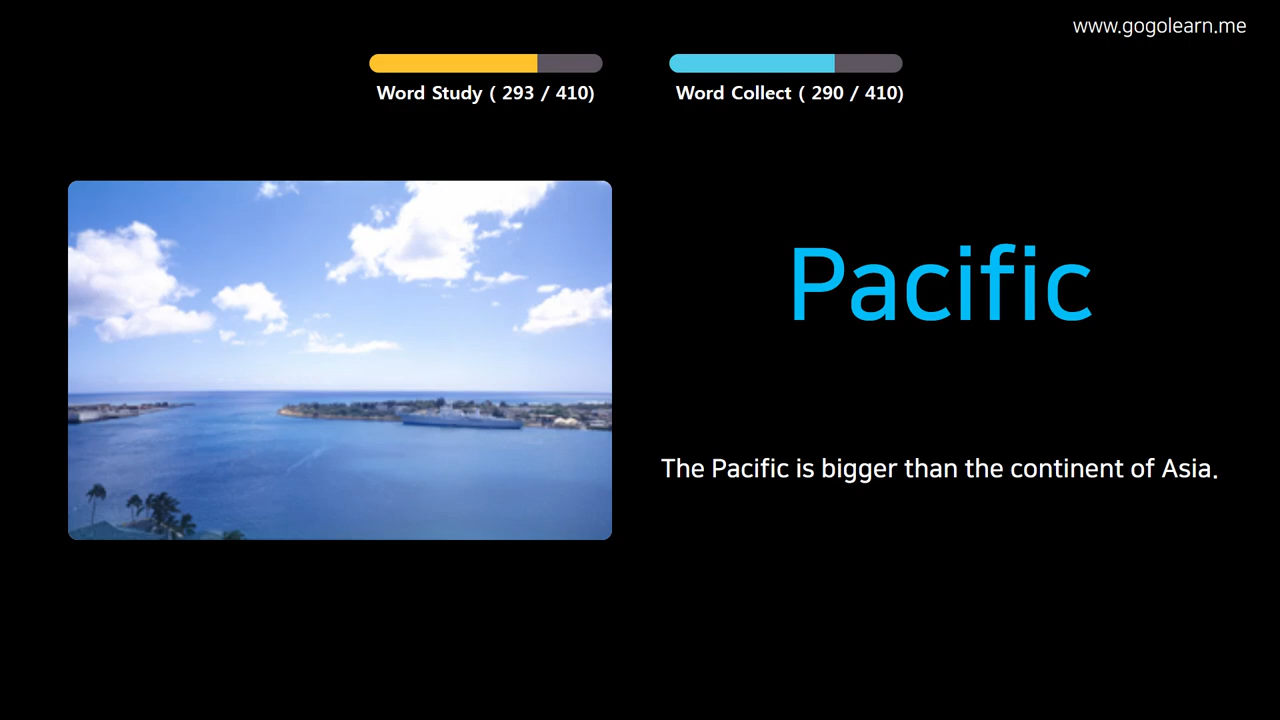 www.gogolearn.me
Word Study ( 293 / 410)
Word Collect ( 290 / 410)
Pacific
The Pacific is bigger than the continent of Asia.